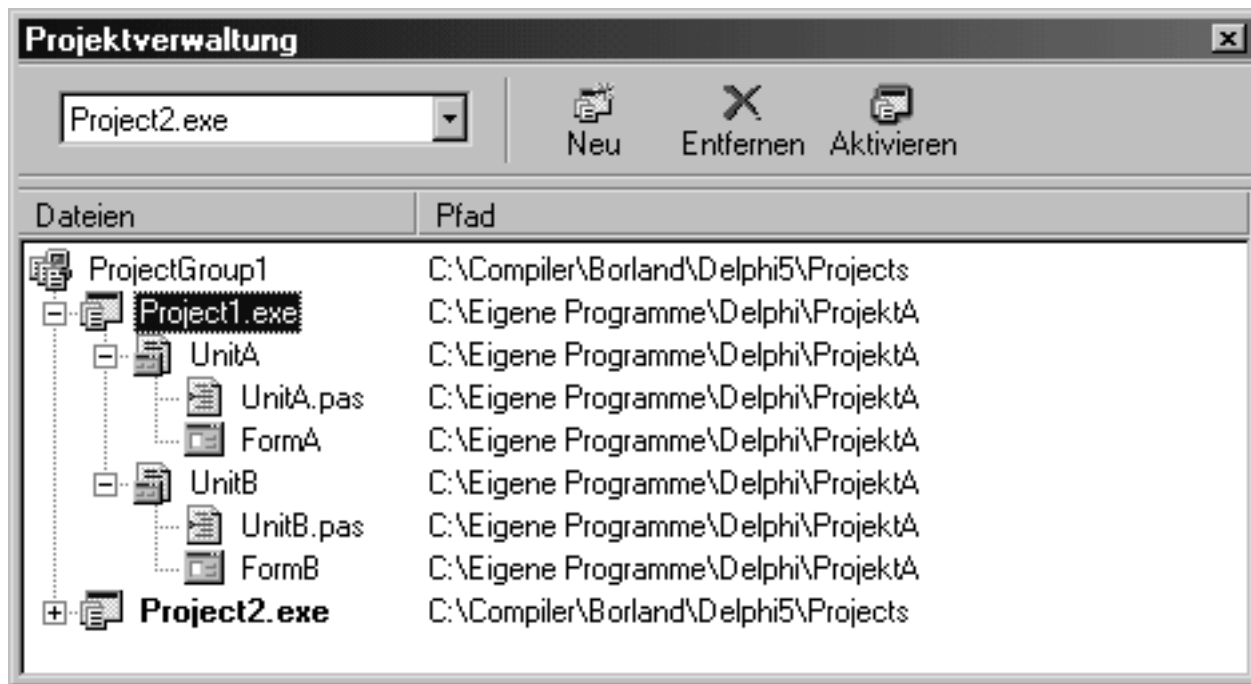 Projektverwaltung
Project2.exe
Neu Entfernen Aktivieren
Dateien Pfad
ProjectGroup1 C:\Compiler\Borland\Delphi5\Projects
Project1.exe C:\Eigene Programme\Delphi\ProjektA
UnitA C:\Eigene Programme\Delphi\ProjektA
UnitA.pas C:\Eigene Programme\Delphi\ProjektA
FormA C:\Eigene Programme\Delphi\ProjektA
UnitB C:\Eigene Programme\Delphi\ProjektA
UnitB.pas C:\Eigene Programme\Delphi\ProjektA
FormB C:\Eigene Programme\Delphi\ProjektA
Project2.exe C:\Compiler\Borland\Delphi5\Projects